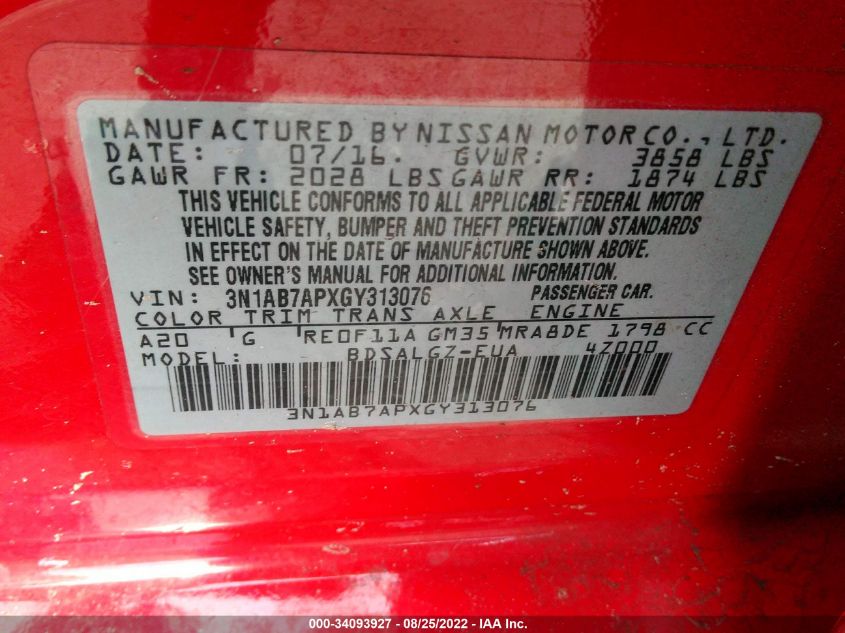 MANUFACTURED BY NISSAN MOTOR CO., LTD.
DATE: 07/16. GVWR: 3858 LBS
GAWR FR: 2028 LBS GAWR RR: 1874 LBS
THIS VEHICLE CONFORMS TO ALL APPLICABLE FEDERAL MOTOR
VEHICLE SAFETY, BUMPER AND THEFT PREVENTION STANDARDS
IN EFFECT ON THE DATE OF MANUFACTURE SHOWN ABOVE.
SEE OWNER'S MANUAL FOR ADDITIONAL INFORMATION.
VIN: 3N1AB7APXGY313076 PASSENGER CAR.
COLOR TRIM TRANS AXLE ENGINE
A20 G RE0F11A GM35 MRA8DE 1798 CC
MODEL: BDSALGZ-EUA 4Z000
3N1AB7APXGY313076
000-34093927 - 08/25/2022 - IAA Inc.